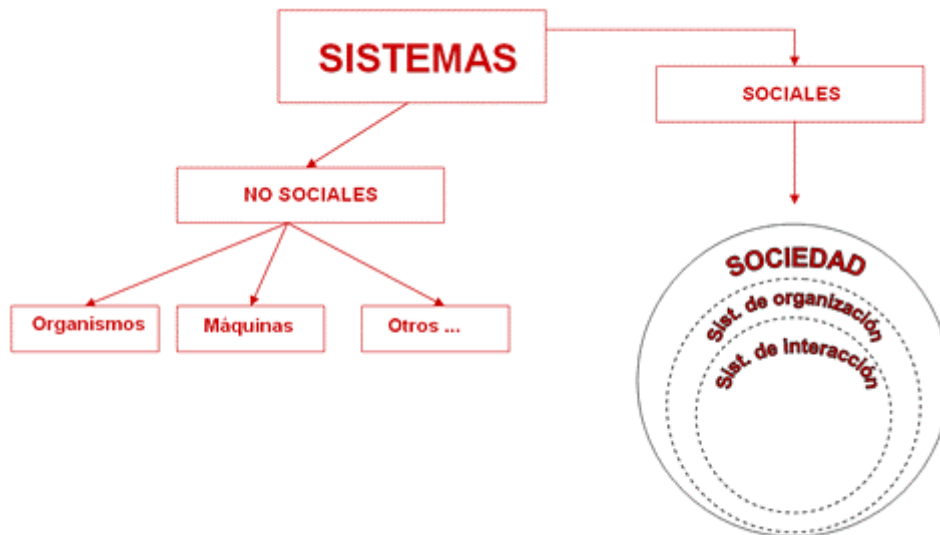 SISTEMAS
SOCIALES
NO SOCIALES
Organismos
Máquinas
Otros ...
SOCIEDAD
Sist. de organización
Sist. de interacción